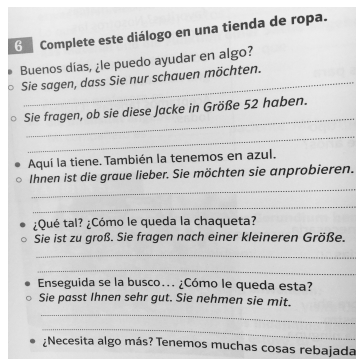 6 Complete este diálogo en una tienda de ropa.
• Buenos días, ¿le puedo ayudar en algo?
○ Sie sagen, dass Sie nur schauen möchten.
○ Sie fragen, ob sie diese Jacke in Größe 52 haben.
• Aquí la tiene. También la tenemos en azul.
○ Ihnen ist die graue lieber. Sie möchten sie anprobieren.
• ¿Qué tal? ¿Cómo le queda la chaqueta?
○ Sie ist zu groß. Sie fragen nach einer kleineren Größe.
• Enseguida se la busco... ¿Cómo le queda esta?
○ Sie passt Ihnen sehr gut. Sie nehmen sie mit.
• ¿Necesita algo más? Tenemos muchas cosas rebajada